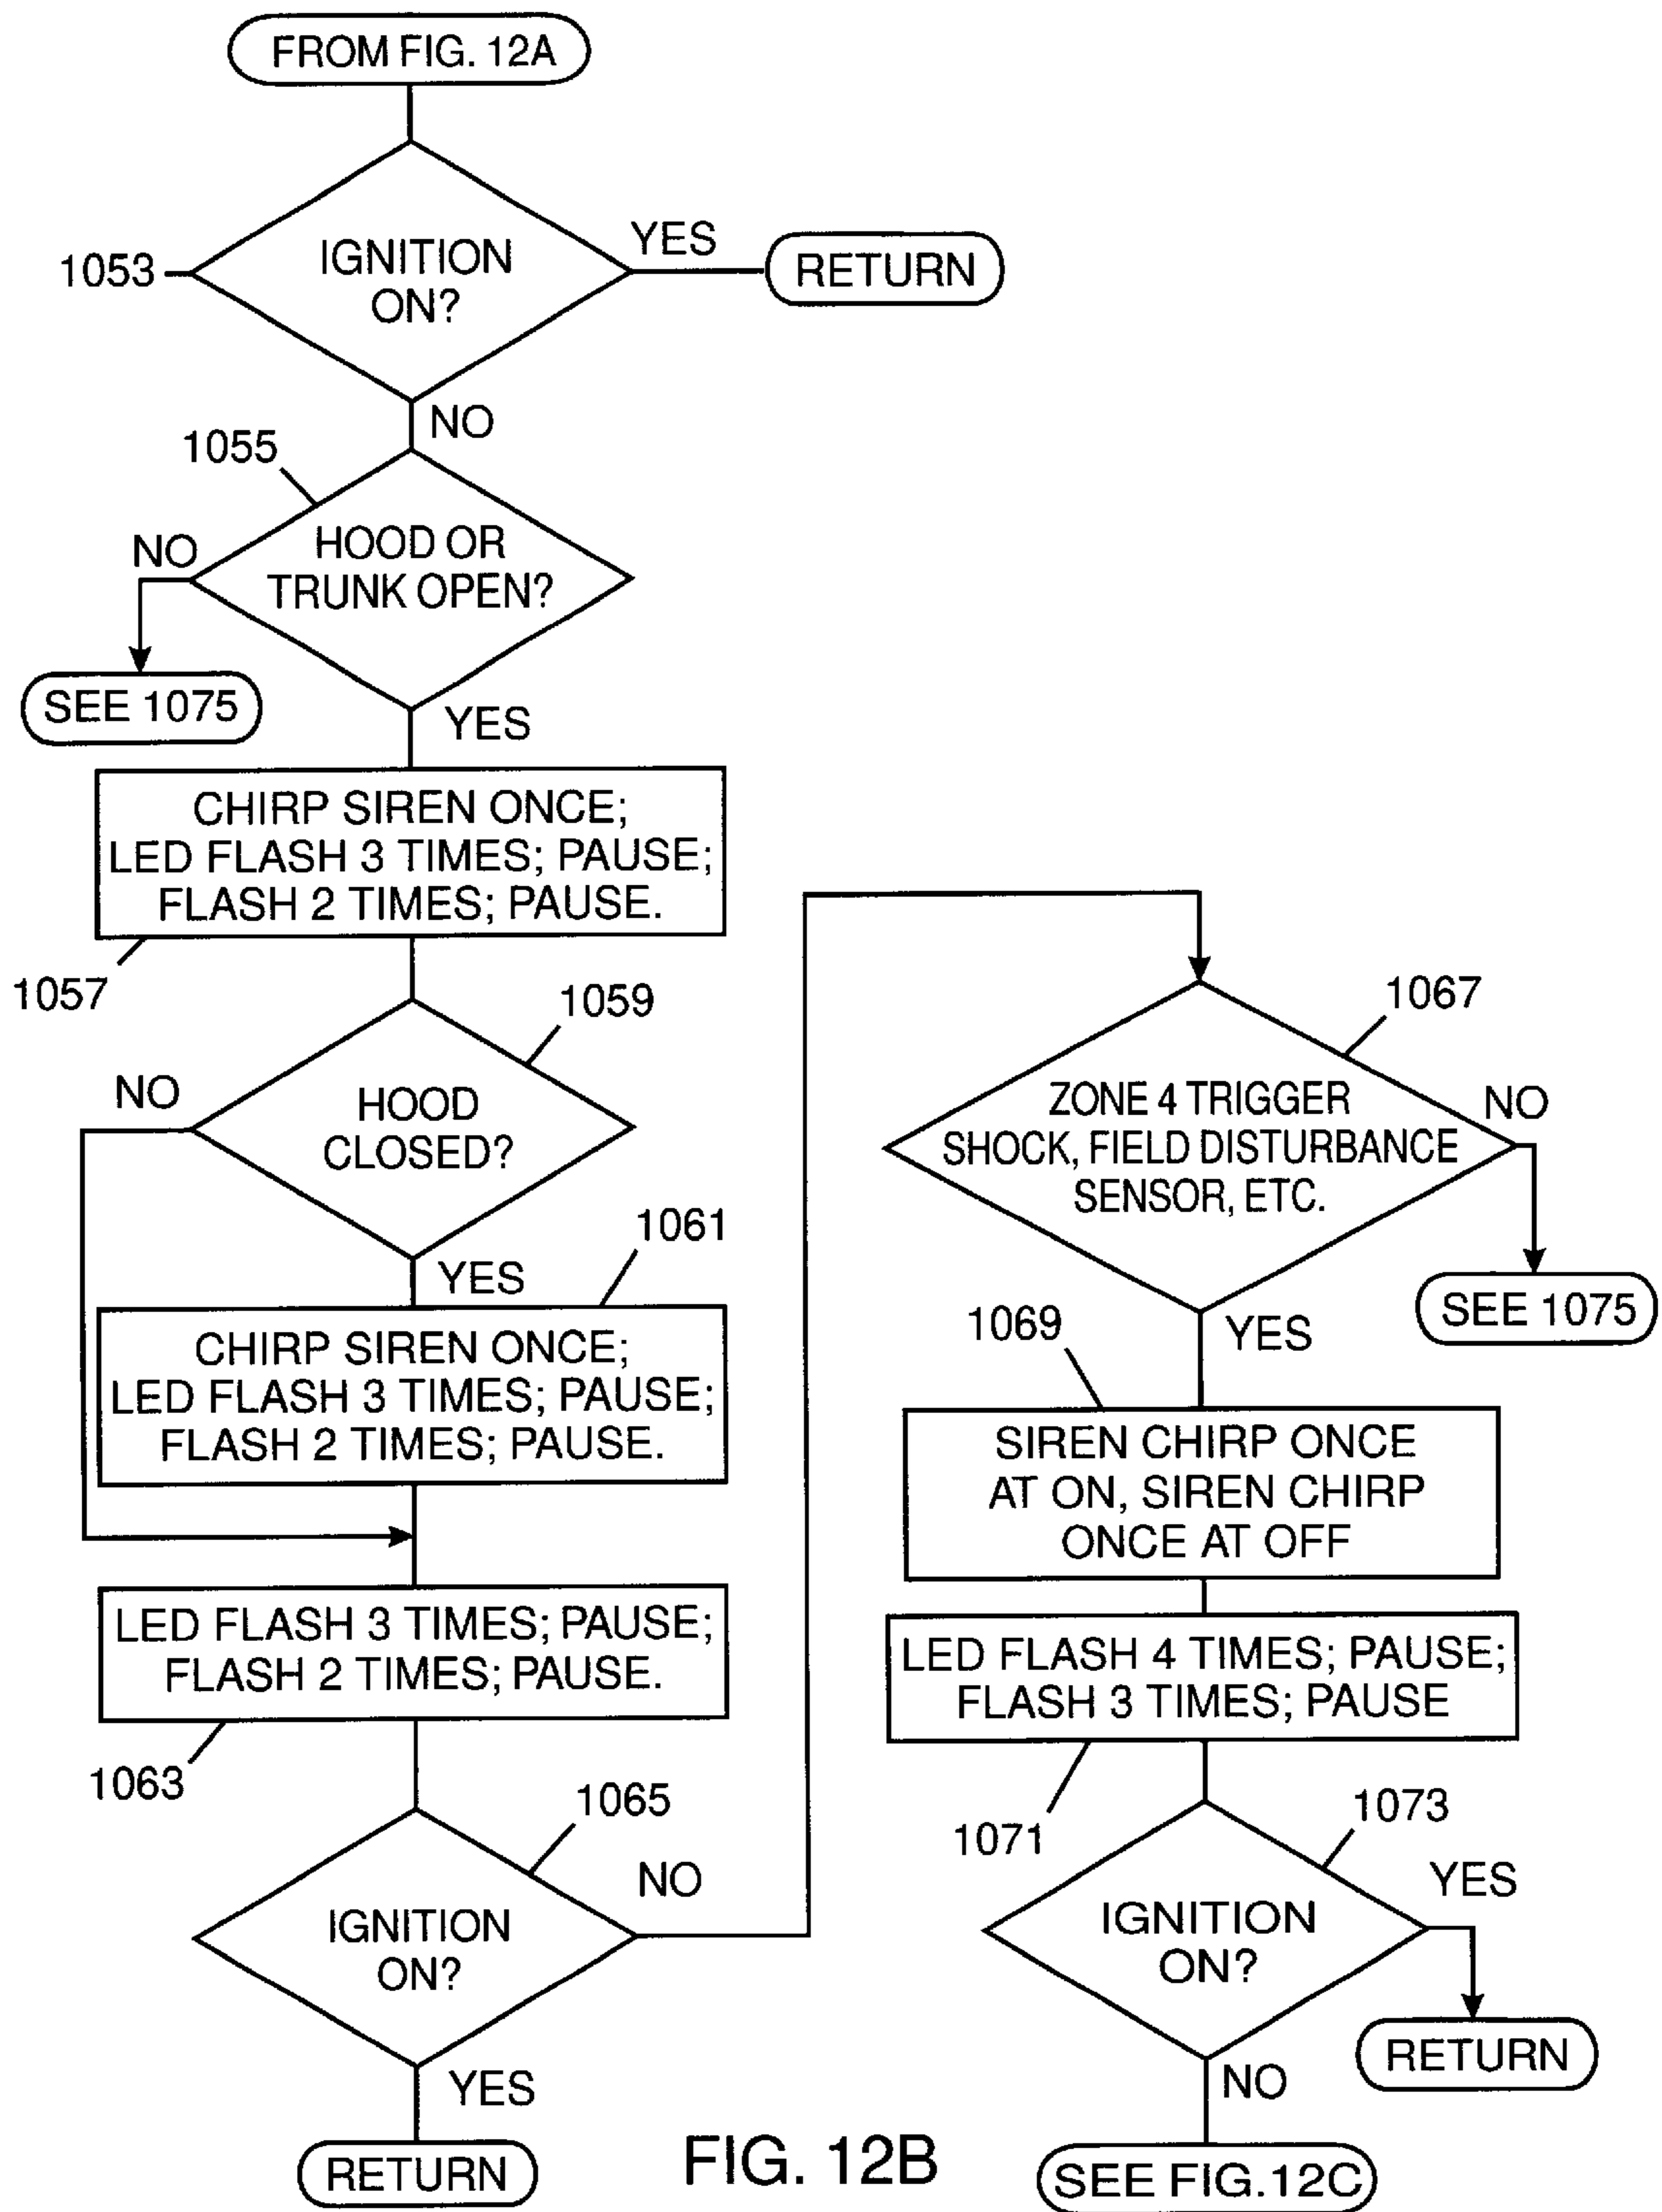 FROM FIG. 12A
1053
IGNITION
ON?
YES
RETURN
NO
1055
HOOD OR
TRUNK OPEN?
NO
SEE 1075
YES
CHIRP SIREN ONCE;
LED FLASH 3 TIMES; PAUSE;
FLASH 2 TIMES; PAUSE.
1057
1059
HOOD
CLOSED?
NO
YES
1061
CHIRP SIREN ONCE;
LED FLASH 3 TIMES; PAUSE;
FLASH 2 TIMES; PAUSE.
LED FLASH 3 TIMES; PAUSE;
FLASH 2 TIMES; PAUSE.
1063
1065
IGNITION
ON?
NO
YES
RETURN
1067
ZONE 4 TRIGGER
SHOCK, FIELD DISTURBANCE
SENSOR, ETC.
NO
SEE 1075
YES
1069
SIREN CHIRP ONCE
AT ON, SIREN CHIRP
ONCE AT OFF
LED FLASH 4 TIMES; PAUSE;
FLASH 3 TIMES; PAUSE
1071
1073
IGNITION
ON?
YES
RETURN
NO
SEE FIG.12C
FIG. 12B